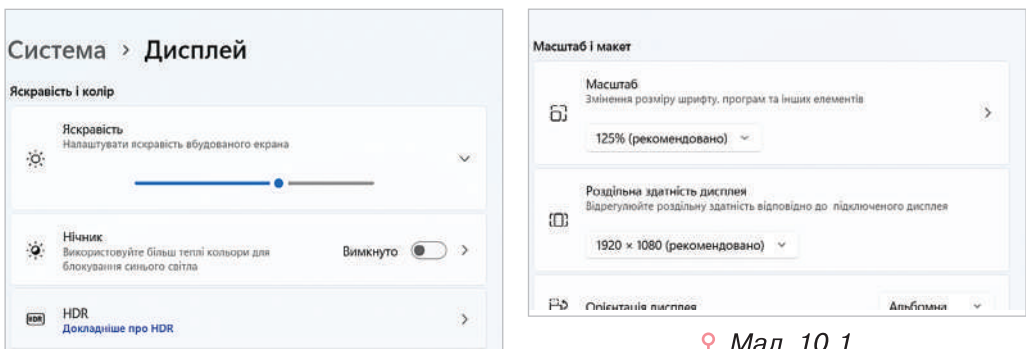 Система > Дисплей
Яскравість і колір
Яскравість
Налаштувати яскравість вбудованого екрана
Нічник
Використовуйте більш теплі кольори для
блокування синього світла
Вимкнуто
HDR
HDR
Докладніше про HDR
Масштаб і макет
Масштаб
Змінення розміру шрифту, програм та інших елементів
125% (рекомендовано)
Роздільна здатність дисплея
Відрегулюйте роздільну здатність відповідно до підключеного дисплея
1920 × 1080 (рекомендовано)
Орієнтація дисплея
Альбомна
Мал. 10.1